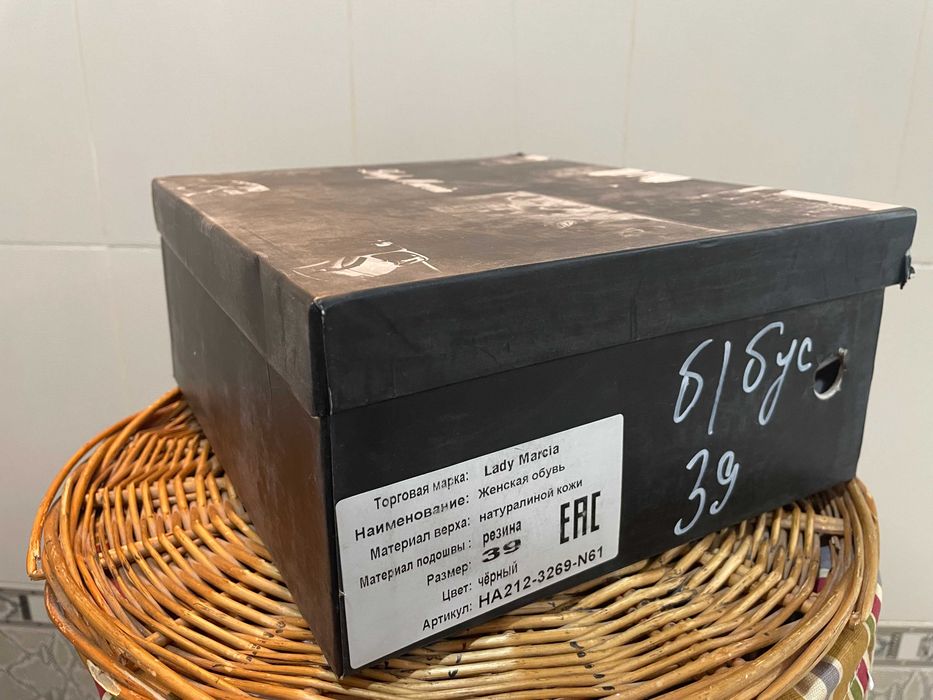 б/бус
39
Торговая марка: Lady Marcia
Наименование: Женская обувь
Материал верха: натуралиной кожи
Материал подошвы : резина
Размер: 39
Цвет: чёрный
Артикул: HA212-3269-N61
EAC